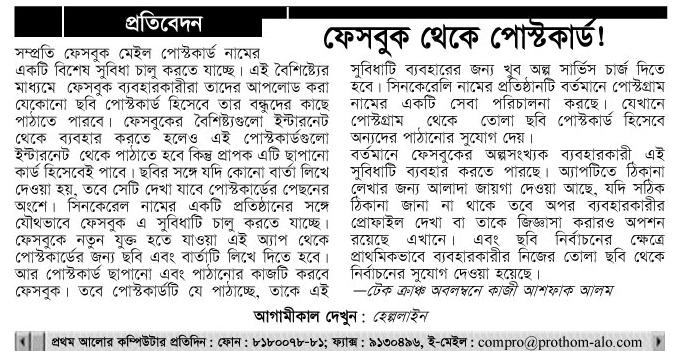 প্রতিবেদন
ফেসবুক থেকে পোস্টকার্ড!
সম্প্রতি ফেসবুক মেইল পোস্টকার্ড নামের
একটি বিশেষ সুবিধা চালু করতে যাচ্ছে। এই বৈশিষ্ট্যের
মাধ্যমে ফেসবুক ব্যবহারকারীরা তাদের আপলোড করা
যেকোনো ছবি পোস্টকার্ড হিসেবে তার বন্ধুদের কাছে
পাঠাতে পারবে। ফেসবুকের বৈশিষ্ট্যগুলো ইন্টারনেট
থেকে ব্যবহার করতে হলেও এই পোস্টকার্ডগুলো
ইন্টারনেট থেকে পাঠাতে হবে কিন্তু প্রাপক এটি ছাপানো
কার্ড হিসেবেই পাবে। ছবির সঙ্গে যদি কোনো বার্তা লিখে
দেওয়া হয়, তবে সেটি দেখা যাবে পোস্টকার্ডের পেছনের
অংশে। সিনকেরেল নামের একটি প্রতিষ্ঠানের সঙ্গে
যৌথভাবে ফেসবুক এ সুবিধাটি চালু করতে যাচ্ছে।
ফেসবুকে নতুন যুক্ত হতে যাওয়া এই অ্যাপ থেকে
পোস্টকার্ডের জন্য ছবি এবং বার্তাটি লিখে দিতে হবে।
আর পোস্টকার্ড ছাপানো এবং পাঠানোর কাজটি করবে
ফেসবুক। তবে পোস্টকার্ডটি যে পাঠাচ্ছে, তাকে এই
সুবিধাটি ব্যবহারের জন্য খুব অল্প সার্ভিস চার্জ দিতে
হবে। সিনকেরেলি নামের প্রতিষ্ঠানটি বর্তমানে পোস্টগ্রাম
নামের একটি সেবা পরিচালনা করছে। যেখানে
পোস্টগ্রাম থেকে তোলা ছবি পোস্টকার্ড হিসেবে
অন্যদের পাঠানোর সুযোগ দেয়।
বর্তমানে ফেসবুকের অল্পসংখ্যক ব্যবহারকারী এই
সুবিধাটি ব্যবহার করতে পারছে। অ্যাপটিতে ঠিকানা
লেখার জন্য আলাদা জায়গা দেওয়া আছে, যদি সঠিক
ঠিকানা জানা না থাকে তবে অপর ব্যবহারকারীর
প্রোফাইল দেখা বা তাকে জিজ্ঞাসা করারও অপশন
রয়েছে এখানে। এবং ছবি নির্বাচনের ক্ষেত্রে
প্রাথমিকভাবে ব্যবহারকারীর নিজের তোলা ছবি থেকে
নির্বাচনের সুযোগ দেওয়া হয়েছে।
—টেক ক্রাঞ্চ অবলম্বনে কাজী আশফাক আলম
আগামীকাল দেখুন : হেল্পলাইন
প্রথম আলোর কম্পিউটার প্রতিদিন : ফোন : ৮১৮০০৭৮-৮১; ফ্যাক্স : ৯১৩০৪৯৬, ই-মেইল : compro@prothom-alo.com